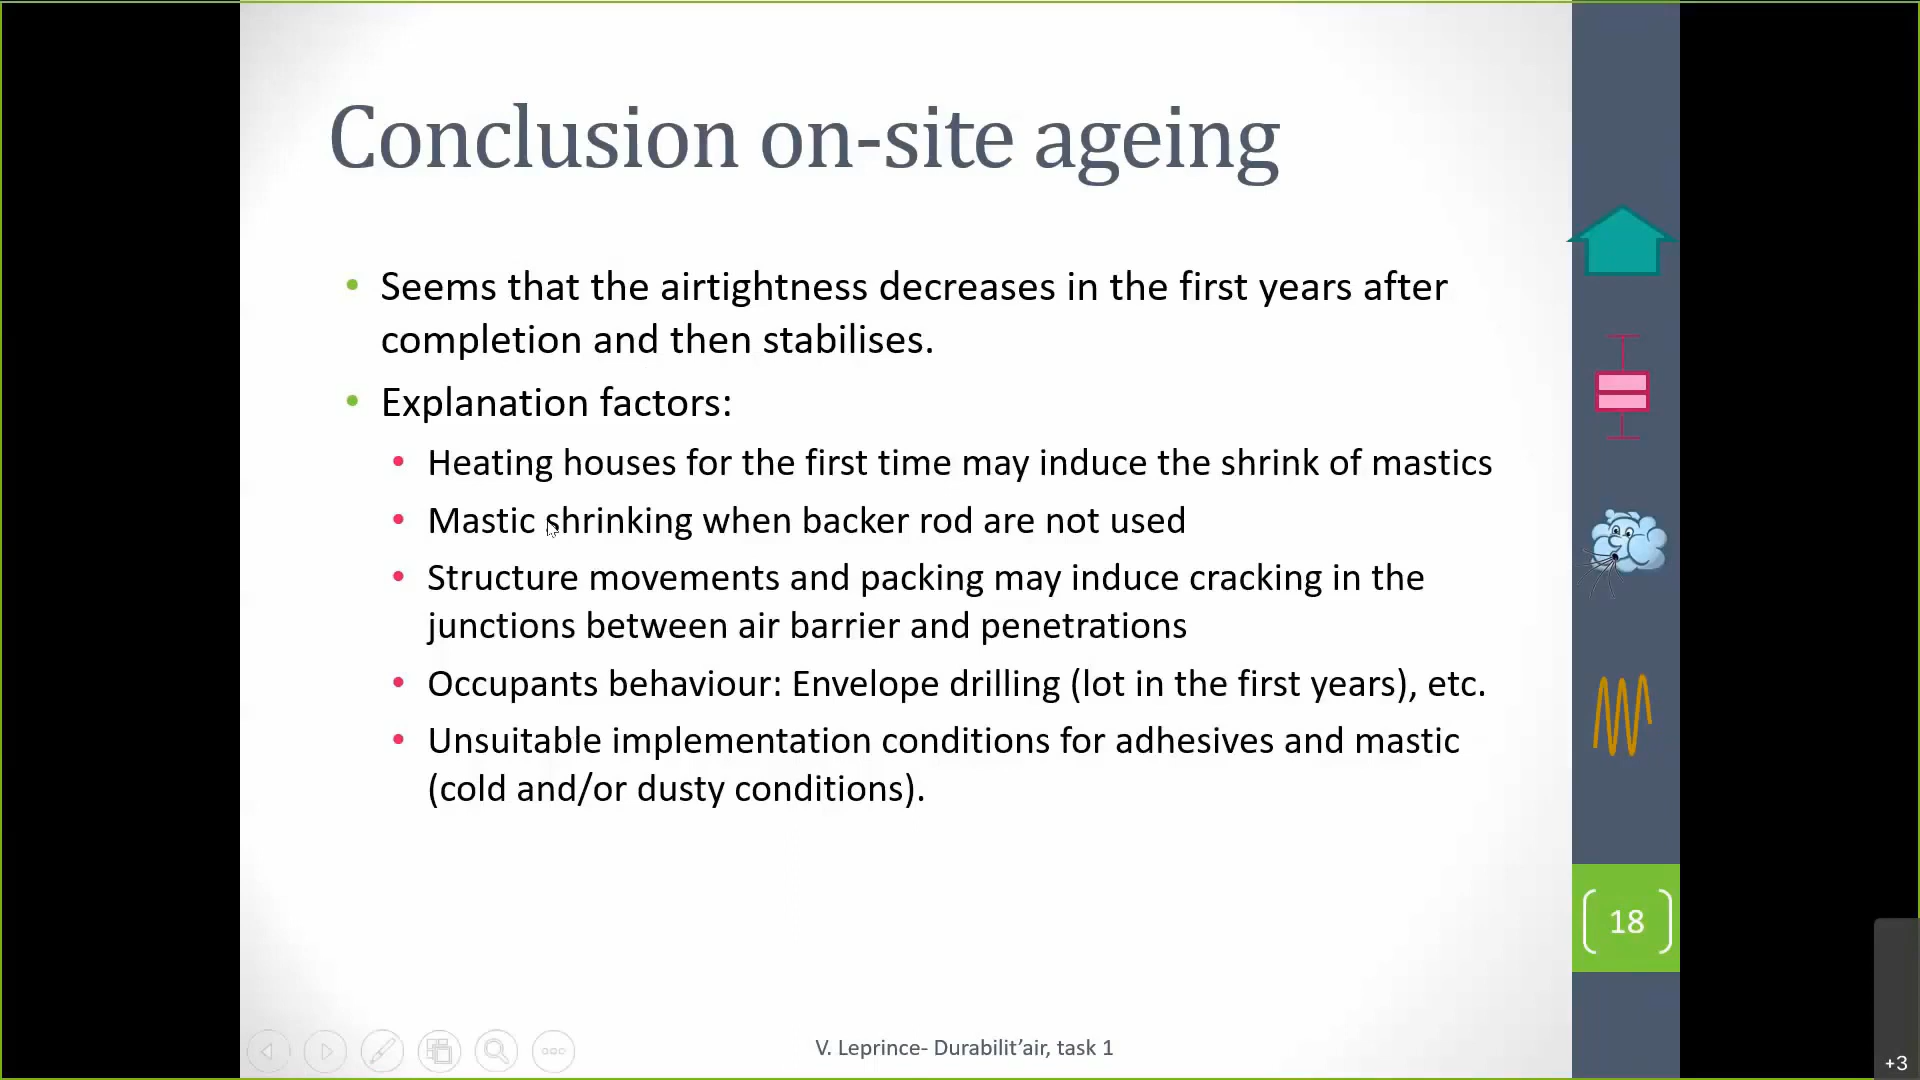 Conclusion on-site ageing
• Seems that the airtightness decreases in the first years after
completion and then stabilises.
• Explanation factors:
• Heating houses for the first time may induce the shrink of mastics
• Mastic shrinking when backer rod are not used
• Structure movements and packing may induce cracking in the
junctions between air barrier and penetrations
• Occupants behaviour: Envelope drilling (lot in the first years), etc.
• Unsuitable implementation conditions for adhesives and mastic
(cold and/or dusty conditions).
18
V. Leprince- Durabilit’air, task 1
+3